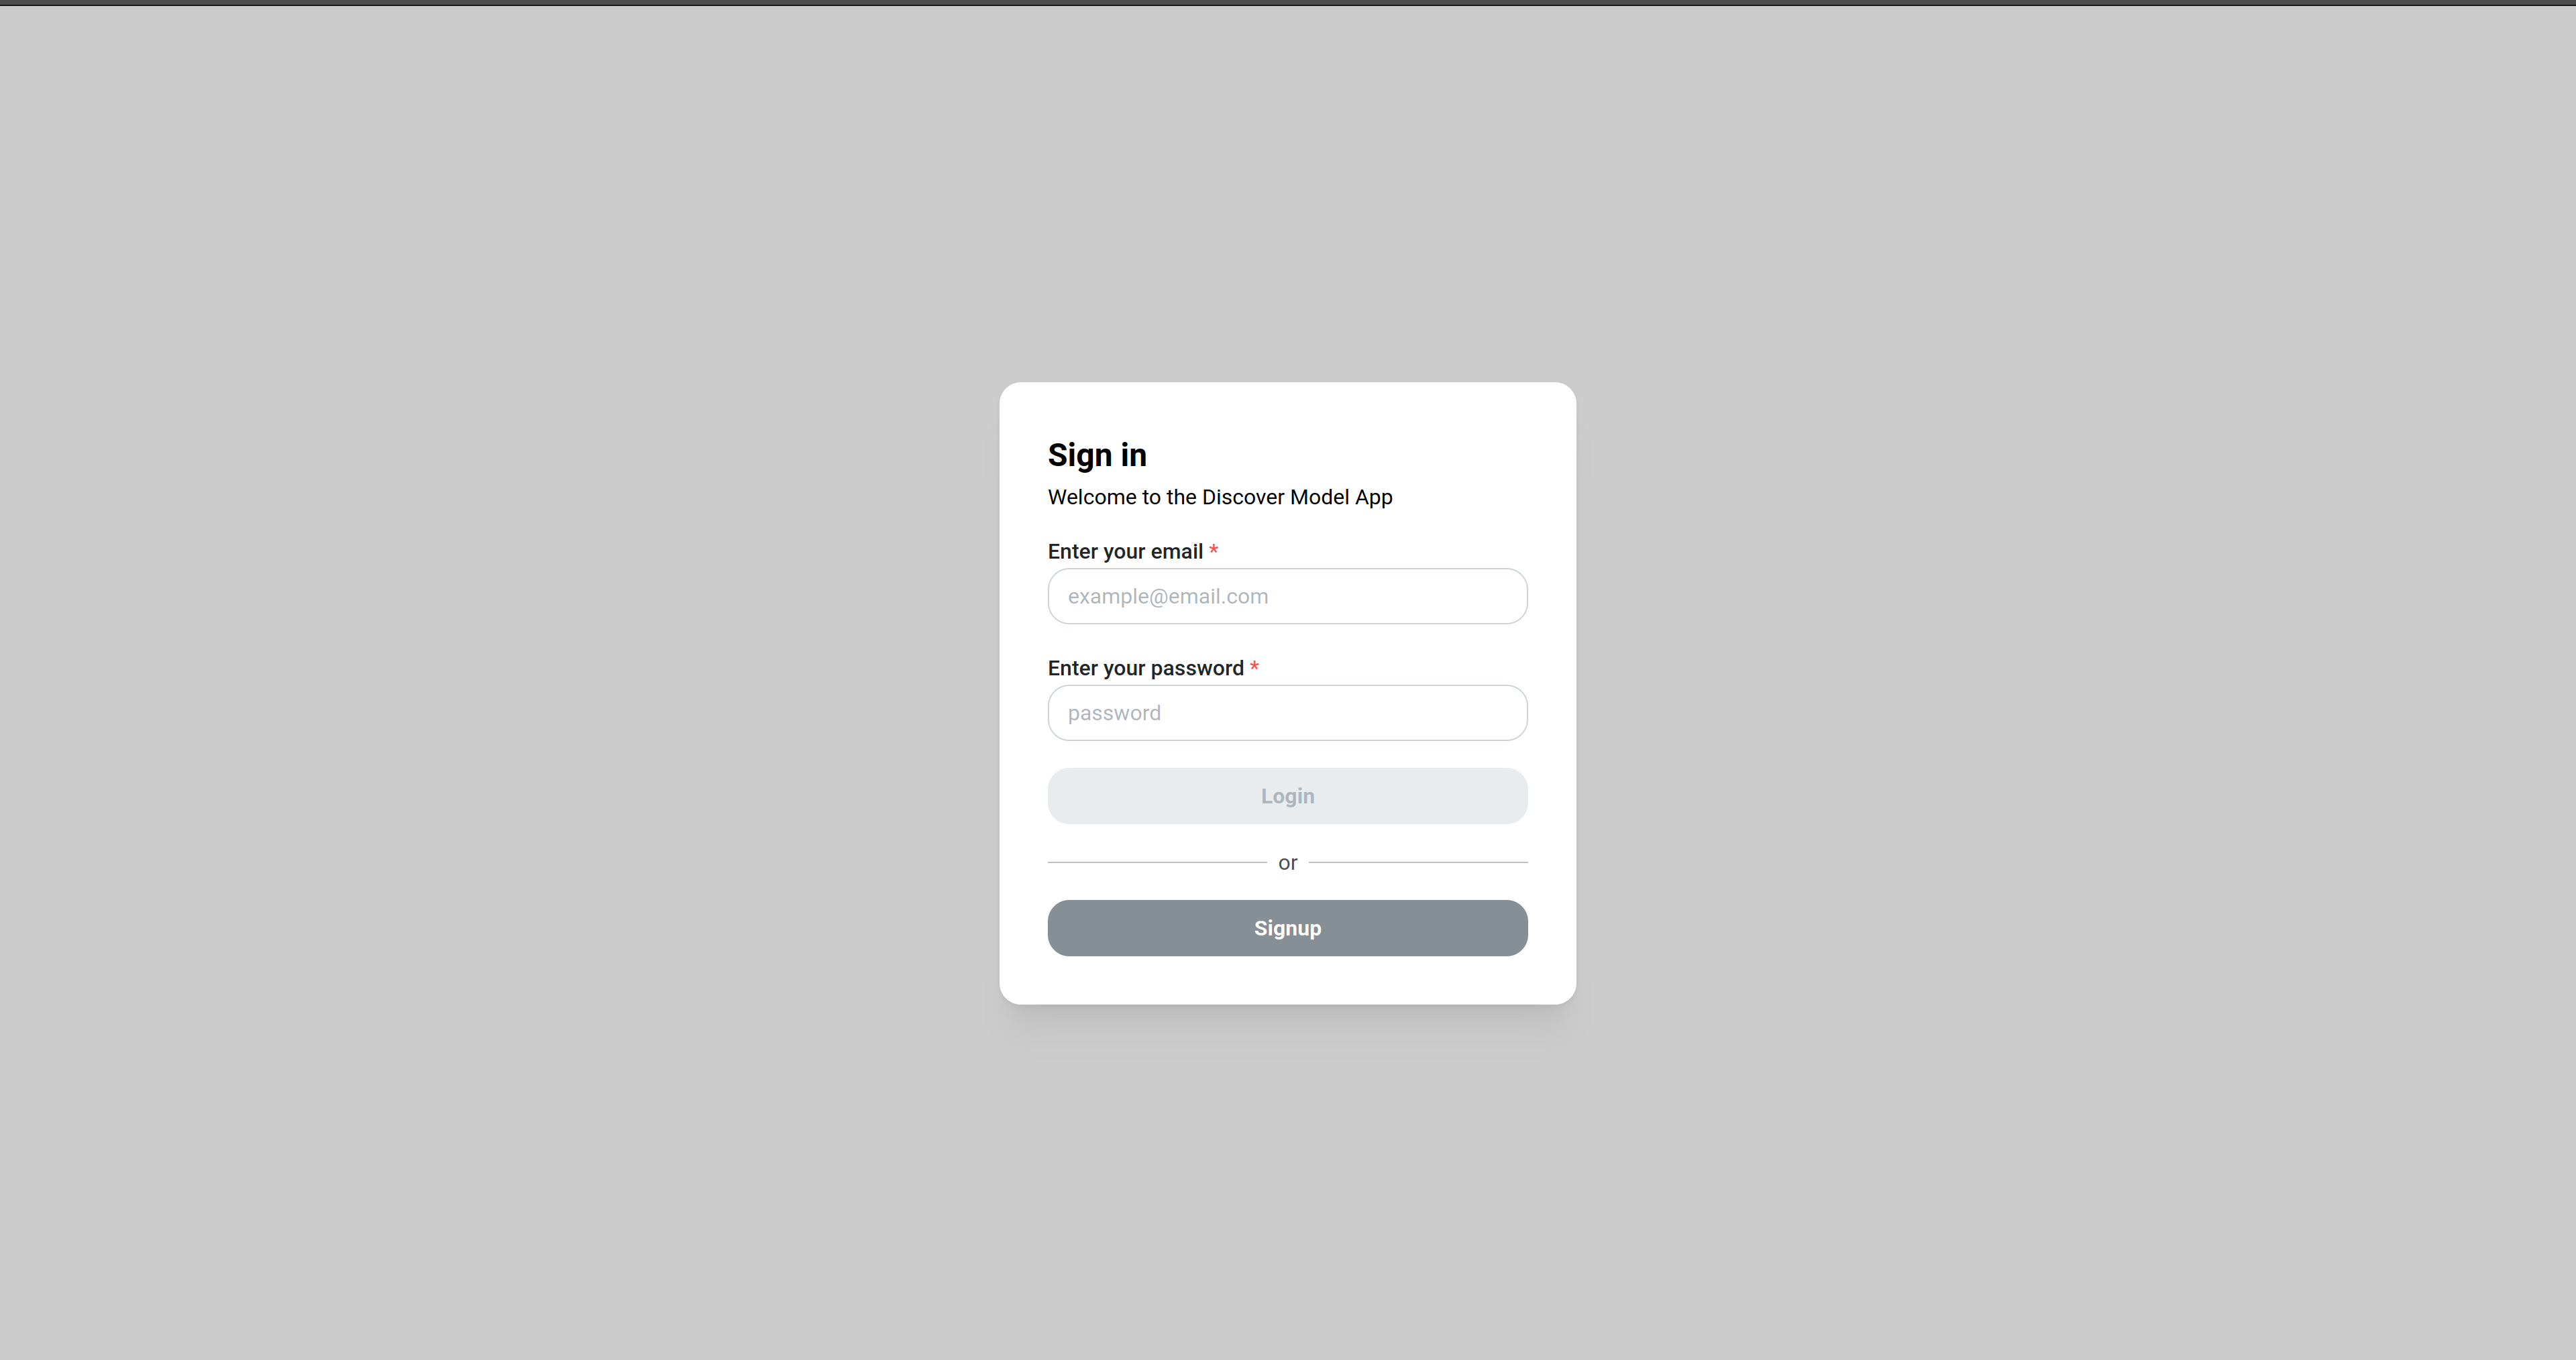 Sign in
Welcome to the Discover Model App
Enter your email *
example@email.com
Enter your password *
password
Login
or
Signup